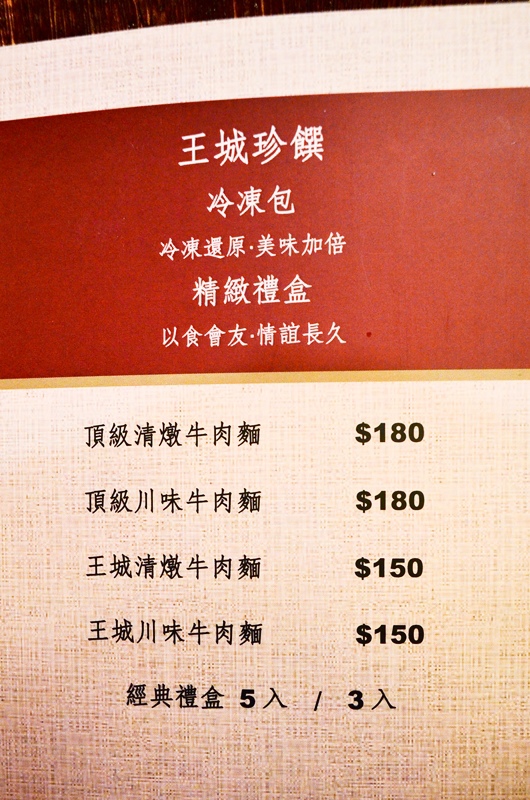 王城珍饌
冷凍包
冷凍還原·美味加倍
精緻禮盒
以食會友·情誼長久
頂級清燉牛肉麵 $180
頂級川味牛肉麵 $180
王城清燉牛肉麵 $150
王城川味牛肉麵 $150
經典禮盒 5入 / 3入